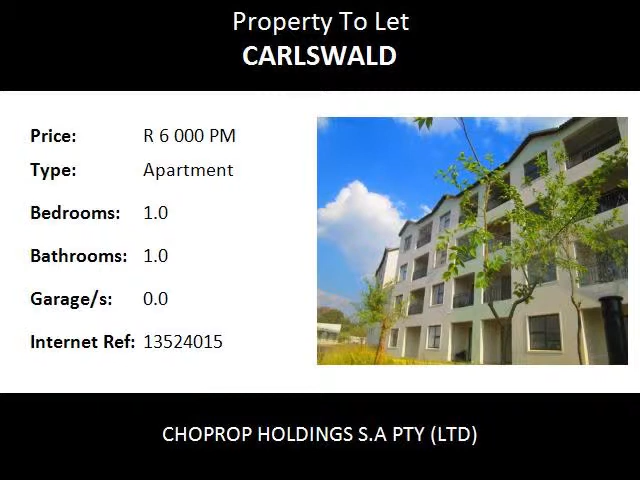 Property To Let
CARLSWALD
Price: R 6 000 PM
Type: Apartment
Bedrooms: 1.0
Bathrooms: 1.0
Garage/s: 0.0
Internet Ref: 13524015
CHOPROP HOLDINGS S.A PTY (LTD)